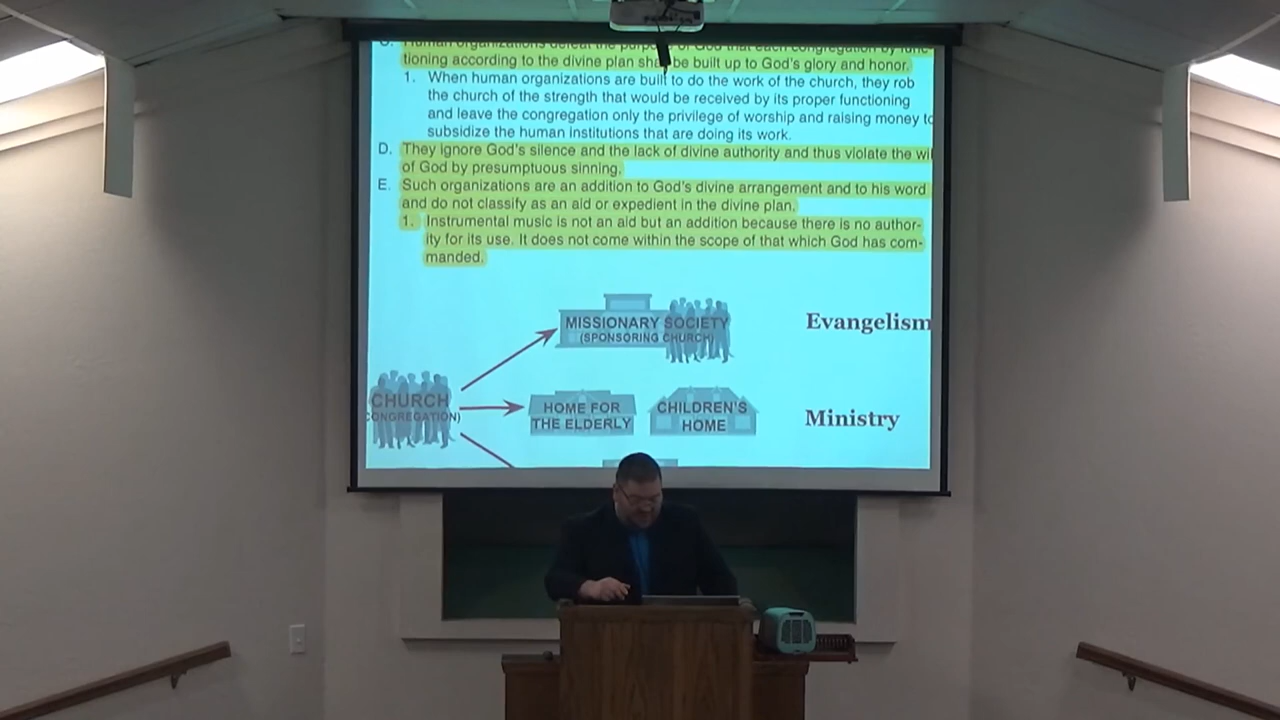 C. Human organizations defeat the purpose of God that each congregation by func-
tioning according to the divine plan shall be built up to God's glory and honor.
1. When human organizations are built to do the work of the church, they rob
the church of the strength that would be received by its proper functioning
and leave the congregation only the privilege of worship and raising money to
subsidize the human institutions that are doing its work.
D. They ignore God's silence and the lack of divine authority and thus violate the wil
of God by presumptuous sinning.
E. Such organizations are an addition to God's divine arrangement and to his word
and do not classify as an aid or expedient in the divine plan.
1. Instrumental music is not an aid but an addition because there is no author-
ity for its use. It does not come within the scope of that which God has com-
manded.
MISSIONARY SOCIETY
(SPONSORING CHURCH)
Evangelism
CHURCH
CONGREGATION)
HOME FOR
THE ELDERLY
CHILDREN'S
HOME
Ministry